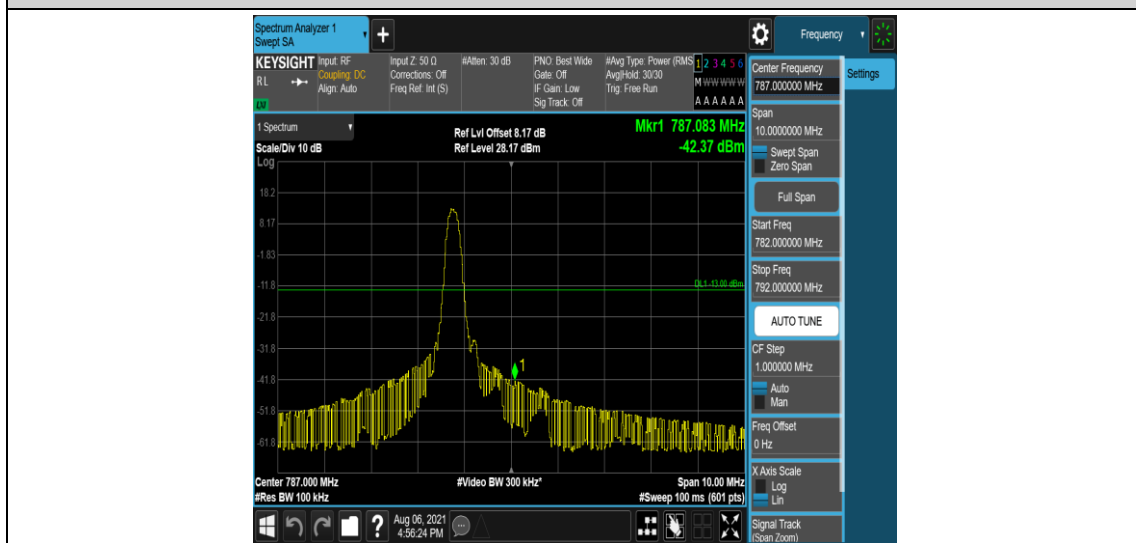 Spectrum Analyzer 1
Swept SA
+
Frequency
KEYSIGHT
RL
LXI
Input: RF
Coupling: DC
Align: Auto
Input Z: 50 Ω
Corrections: Off
Freq Ref: Int (S)
#Atten: 30 dB
PNO: Best Wide
Gate: Off
IF Gain: Low
Sig Track: Off
#Avg Type: Power (RMS
Avg|Hold: 30/30
Trig: Free Run
1 2 3 4 5 6
M W W W W W
A A A A A A
1 Spectrum
Scale/Div 10 dB
Log
Ref Lvl Offset 8.17 dB
Ref Level 28.17 dBm
Mkr1 787.083 MHz
-42.37 dBm
18.2
8.17
-1.83
-11.8
-21.8
-31.8
-41.8
-51.8
-61.8
DL1 -13.00 dBm
1
Center 787.000 MHz
#Res BW 100 kHz
#Video BW 300 kHz*
Span 10.00 MHz
#Sweep 100 ms (601 pts)
Center Frequency
787.000000 MHz
Settings
Span
10.0000000 MHz
Swept Span
Zero Span
Full Span
Start Freq
782.000000 MHz
Stop Freq
792.000000 MHz
AUTO TUNE
CF Step
1.000000 MHz
Auto
Man
Freq Offset
0 Hz
X Axis Scale
Log
Lin
Signal Track
(Span Zoom)
?
Aug 06, 2021
4:56:24 PM